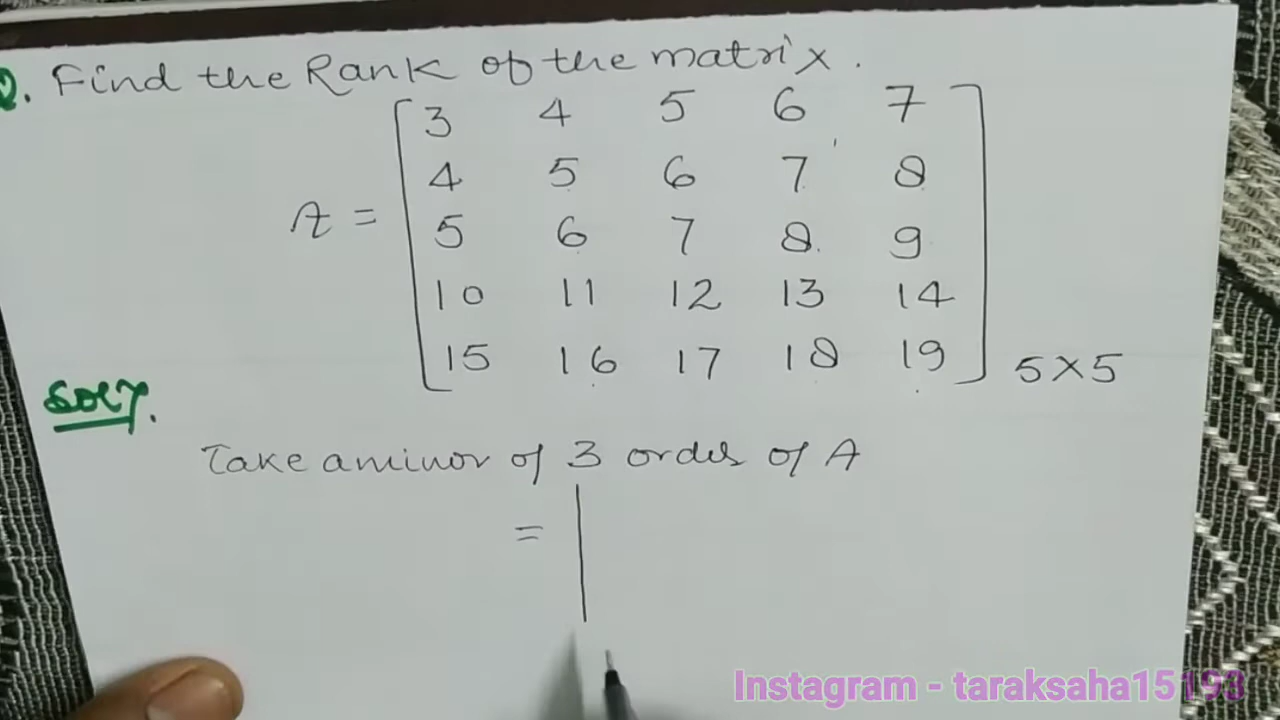 Q. Find the Rank of the matrix.
A = [ 3 4 5 6 7
4 5 6 7 8
5 6 7 8 9
10 11 12 13 14
15 16 17 18 19 ] 5×5
Soln.
Take a minor of 3 order of A
= |
Instagram - taraksaha15193